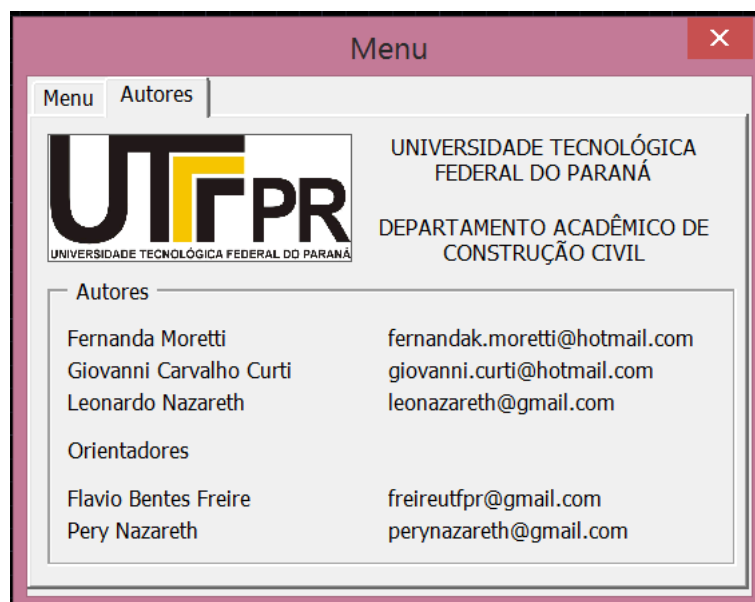 Menu
Menu Autores
UTFPR
UNIVERSIDADE TECNOLÓGICA FEDERAL DO PARANÁ
UNIVERSIDADE TECNOLÓGICA
FEDERAL DO PARANÁ
DEPARTAMENTO ACADÊMICO DE
CONSTRUÇÃO CIVIL
Autores
Fernanda Moretti fernandak.moretti@hotmail.com
Giovanni Carvalho Curti giovanni.curti@hotmail.com
Leonardo Nazareth leonazareth@gmail.com
Orientadores
Flavio Bentes Freire freireutfpr@gmail.com
Pery Nazareth perynazareth@gmail.com